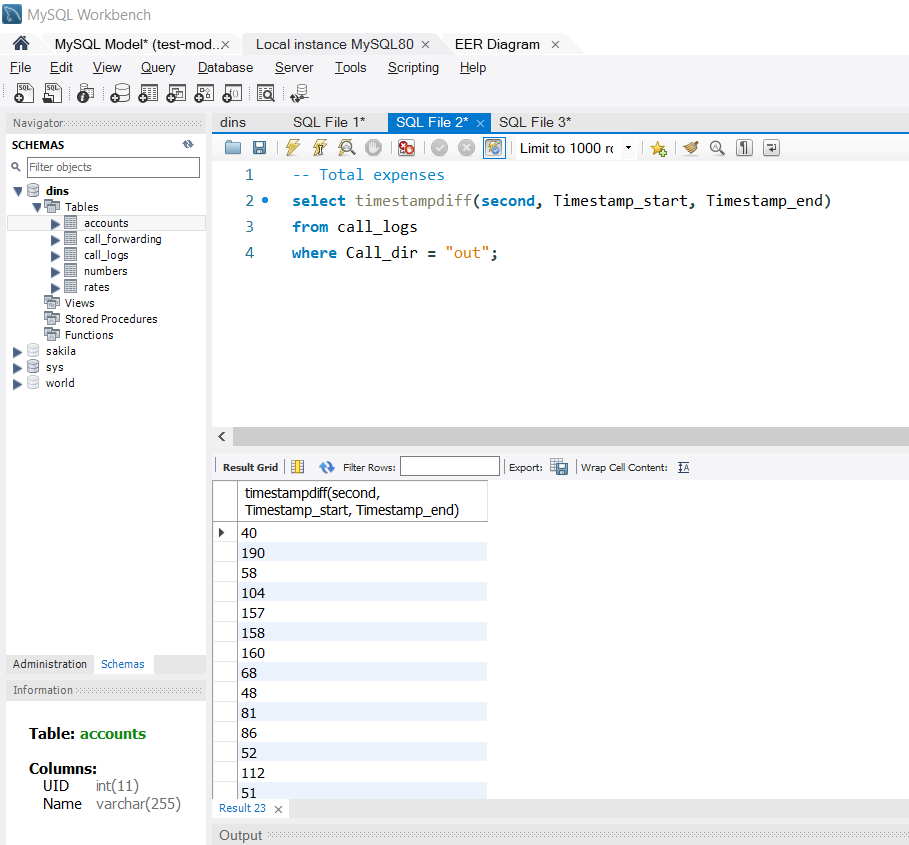 MySQL Workbench
MySQL Model* (test-mod.. × Local instance MySQL80 × EER Diagram ×
File Edit View Query Database Server Tools Scripting Help
Navigator
SCHEMAS
Filter objects
dins
Tables
accounts
call_forwarding
call_logs
numbers
rates
Views
Stored Procedures
Functions
sakila
sys
world
Administration Schemas
Information
Table: accounts
Columns:
UID int(11)
Name varchar(255)
dins SQL File 1* SQL File 2* × SQL File 3*
Limit to 1000 rc
1 -- Total expenses
2 select timestampdiff(second, Timestamp_start, Timestamp_end)
3 from call_logs
4 where Call_dir = "out";
Result Grid Filter Rows: Export: Wrap Cell Content:
timestampdiff(second,
Timestamp_start, Timestamp_end)
40
190
58
104
157
158
160
68
48
81
86
52
112
51
Result 23 ×
Output